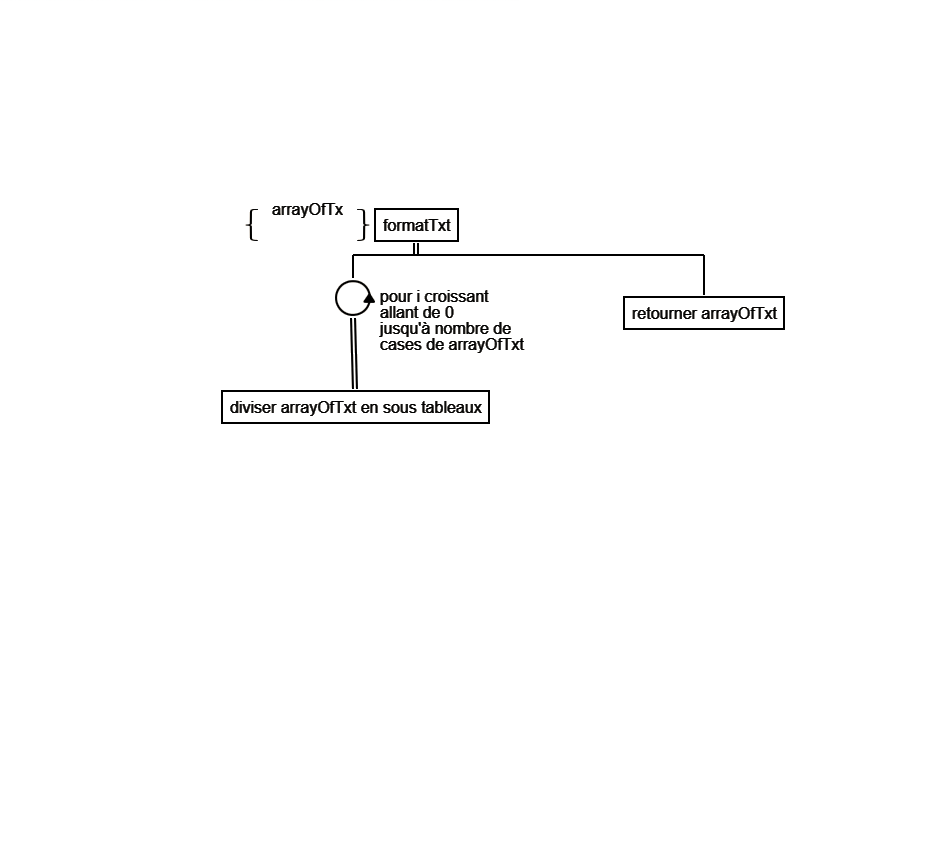 { arrayOfTx } formatTxt
pour i croissant
allant de 0
jusqu'à nombre de
cases de arrayOfTxt
retourner arrayOfTxt
diviser arrayOfTxt en sous tableaux